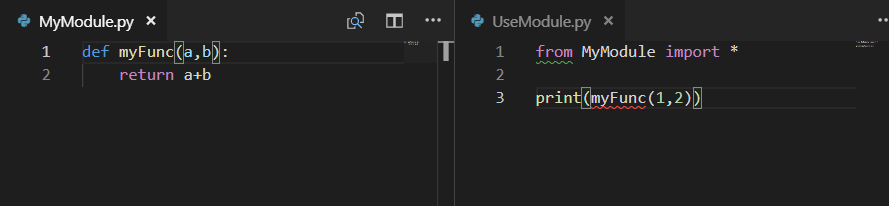 MyModule.py
1 def myFunc(a,b):
2     return a+b
UseModule.py
1 from MyModule import *
2
3 print(myFunc(1,2))